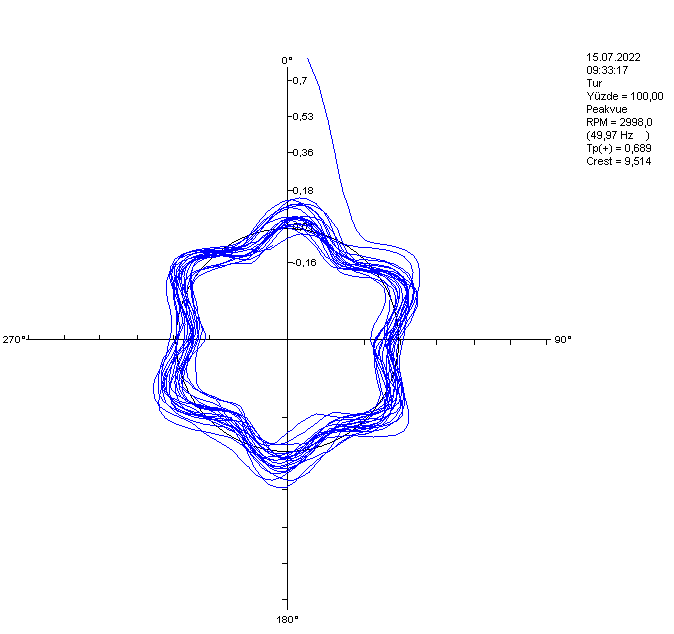 0°
0,7
0,53
0,36
0,18
-0,16
270°
90°
180°
15.07.2022
09:33:17
Tur
Yüzde = 100,00
Peakvue
RPM = 2998,0
(49,97 Hz )
Tp(+) = 0,689
Crest = 9,514